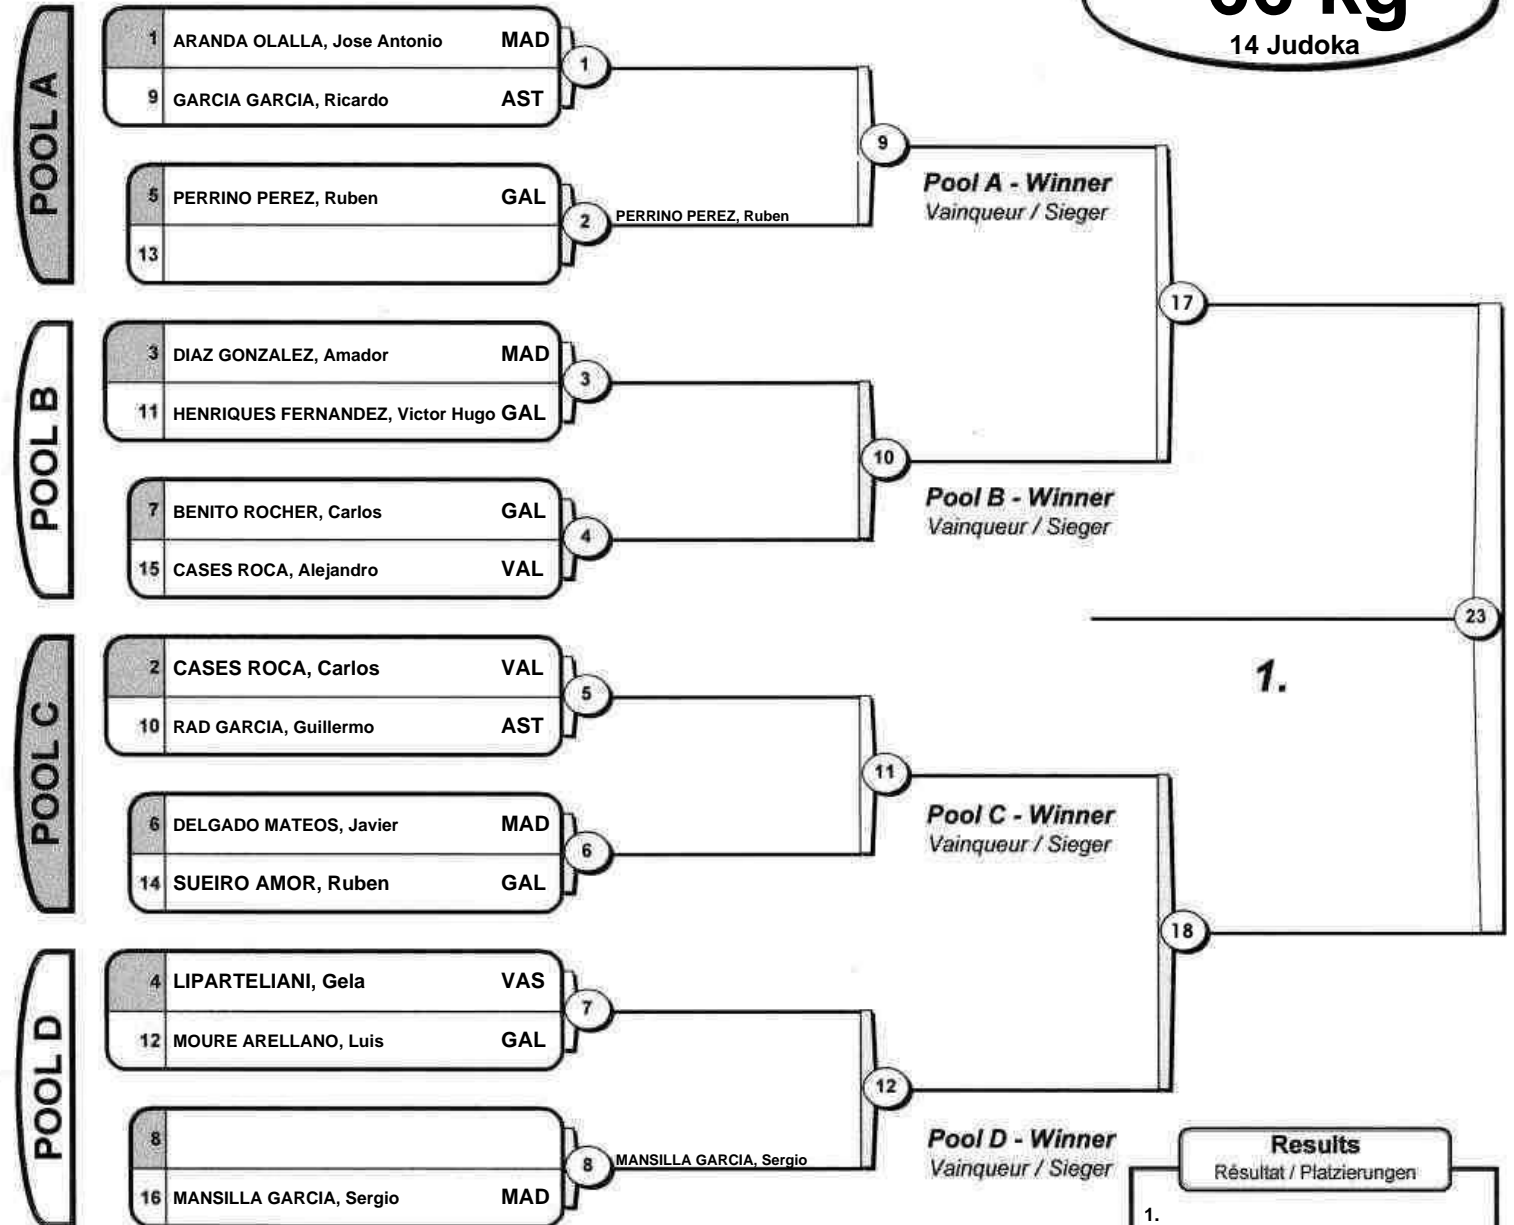 kg
14 Judoka
POOL A
1 ARANDA OLALLA, Jose Antonio MAD
9 GARCIA GARCIA, Ricardo AST
1
5 PERRINO PEREZ, Ruben GAL
13
2
PERRINO PEREZ, Ruben
9
Pool A - Winner
Vainqueur / Sieger
POOL B
3 DIAZ GONZALEZ, Amador MAD
11 HENRIQUES FERNANDEZ, Victor Hugo GAL
3
7 BENITO ROCHER, Carlos GAL
15 CASES ROCA, Alejandro VAL
4
10
Pool B - Winner
Vainqueur / Sieger
17
POOL C
2 CASES ROCA, Carlos VAL
10 RAD GARCIA, Guillermo AST
5
6 DELGADO MATEOS, Javier MAD
14 SUEIRO AMOR, Ruben GAL
6
11
Pool C - Winner
Vainqueur / Sieger
POOL D
4 LIPARTELIANI, Gela VAS
12 MOURE ARELLANO, Luis GAL
7
8
16 MANSILLA GARCIA, Sergio MAD
8
MANSILLA GARCIA, Sergio
12
Pool D - Winner
Vainqueur / Sieger
18
23
1.
Results
Résultat / Platzierungen
1.